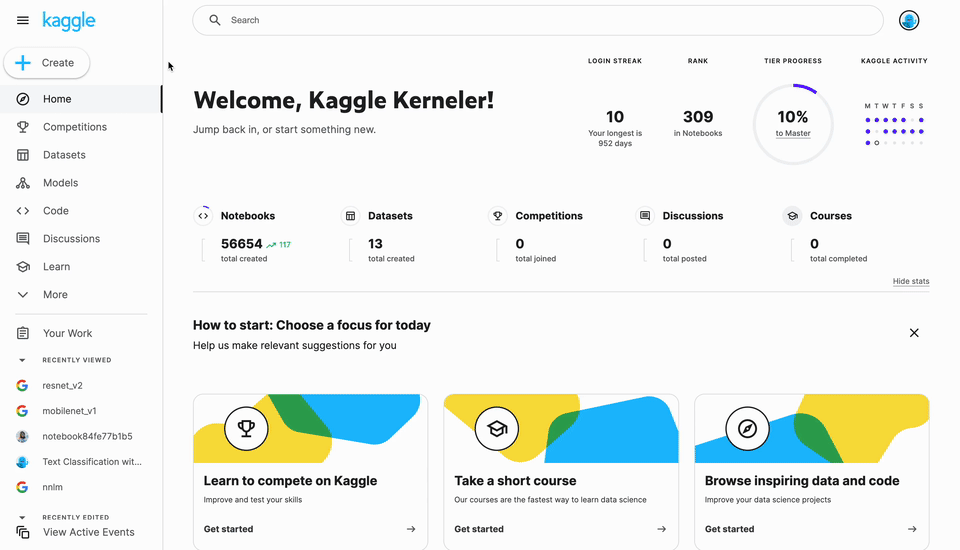 kaggle
Search
Create
Home
Competitions
Datasets
Models
Code
Discussions
Learn
More
Your Work
RECENTLY VIEWED
resnet_v2
mobilenet_v1
notebook84fe77b1b5
Text Classification wit...
nnlm
RECENTLY EDITED
View Active Events
Welcome, Kaggle Kerneler!
Jump back in, or start something new.
LOGIN STREAK
10
Your longest is
952 days
RANK
309
in Notebooks
TIER PROGRESS
10%
to Master
KAGGLE ACTIVITY
M T W T F S S
Notebooks
56654 117
total created
Datasets
13
total created
Competitions
0
total joined
Discussions
0
total posted
Courses
0
total completed
Hide stats
How to start: Choose a focus for today
Help us make relevant suggestions for you
Learn to compete on Kaggle
Improve and test your skills
Get started
Take a short course
Our courses are the fastest way to learn data science
Get started
Browse inspiring data and code
Improve your data science projects
Get started